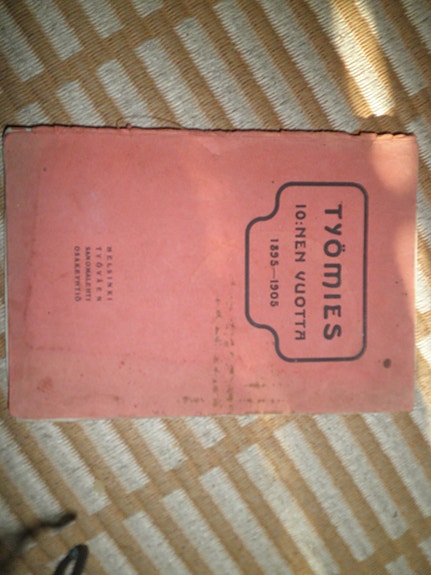 TYÖMIES
10:NEN VUOTTA
1895—1905
HELSINKI
TYÖVÄEN
SANOMALEHTI
OSAKEYHTIÖ